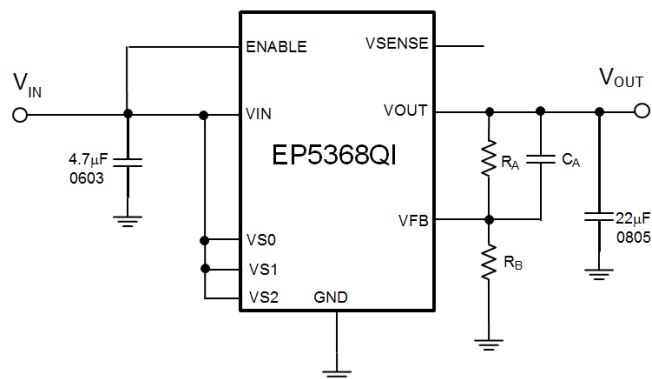 ENABLE
VSENSE
VIN
VOUT
VIN
VOUT
4.7µF
0603
EP5368QI
RA
CA
VFB
22µF
0805
VS0
VS1
RB
VS2
GND